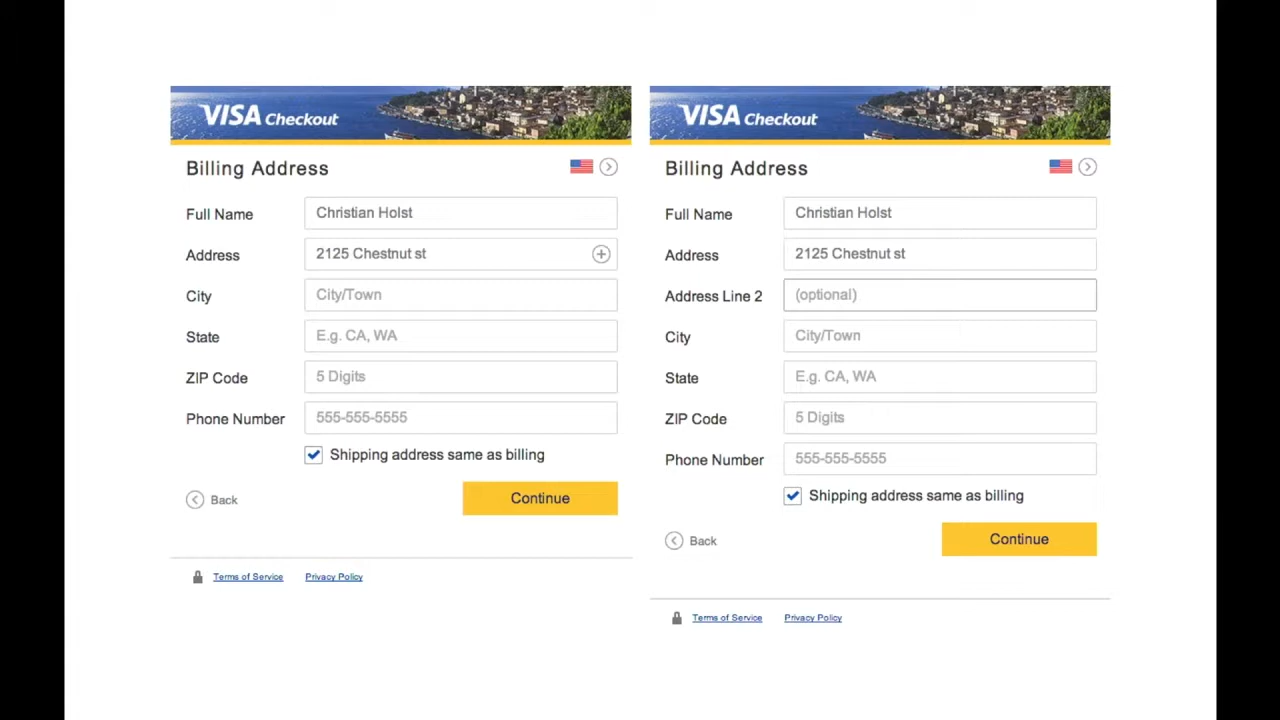 VISA Checkout
Billing Address
Full Name Christian Holst
Address 2125 Chestnut st
City City/Town
State E.g. CA, WA
ZIP Code 5 Digits
Phone Number 555-555-5555
Shipping address same as billing
Back Continue
Terms of Service Privacy Policy
VISA Checkout
Billing Address
Full Name Christian Holst
Address 2125 Chestnut st
Address Line 2 (optional)
City City/Town
State E.g. CA, WA
ZIP Code 5 Digits
Phone Number 555-555-5555
Shipping address same as billing
Back Continue
Terms of Service Privacy Policy